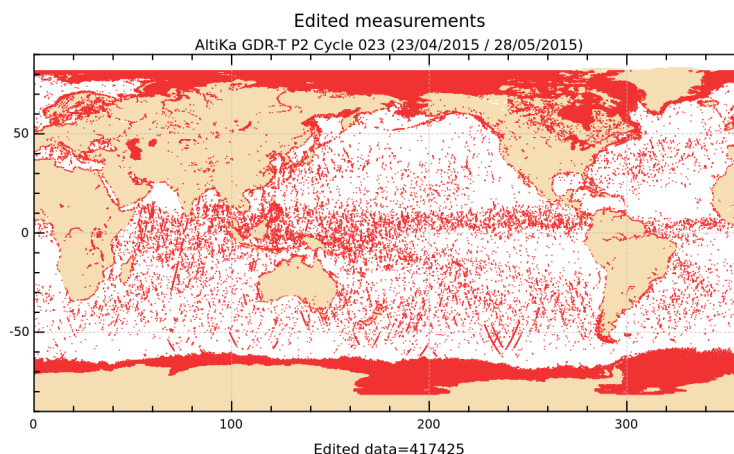 Edited measurements
AltiKa GDR-T P2 Cycle 023 (23/04/2015 / 28/05/2015)
50
0
-50
0 100 200 300
Edited data=417425